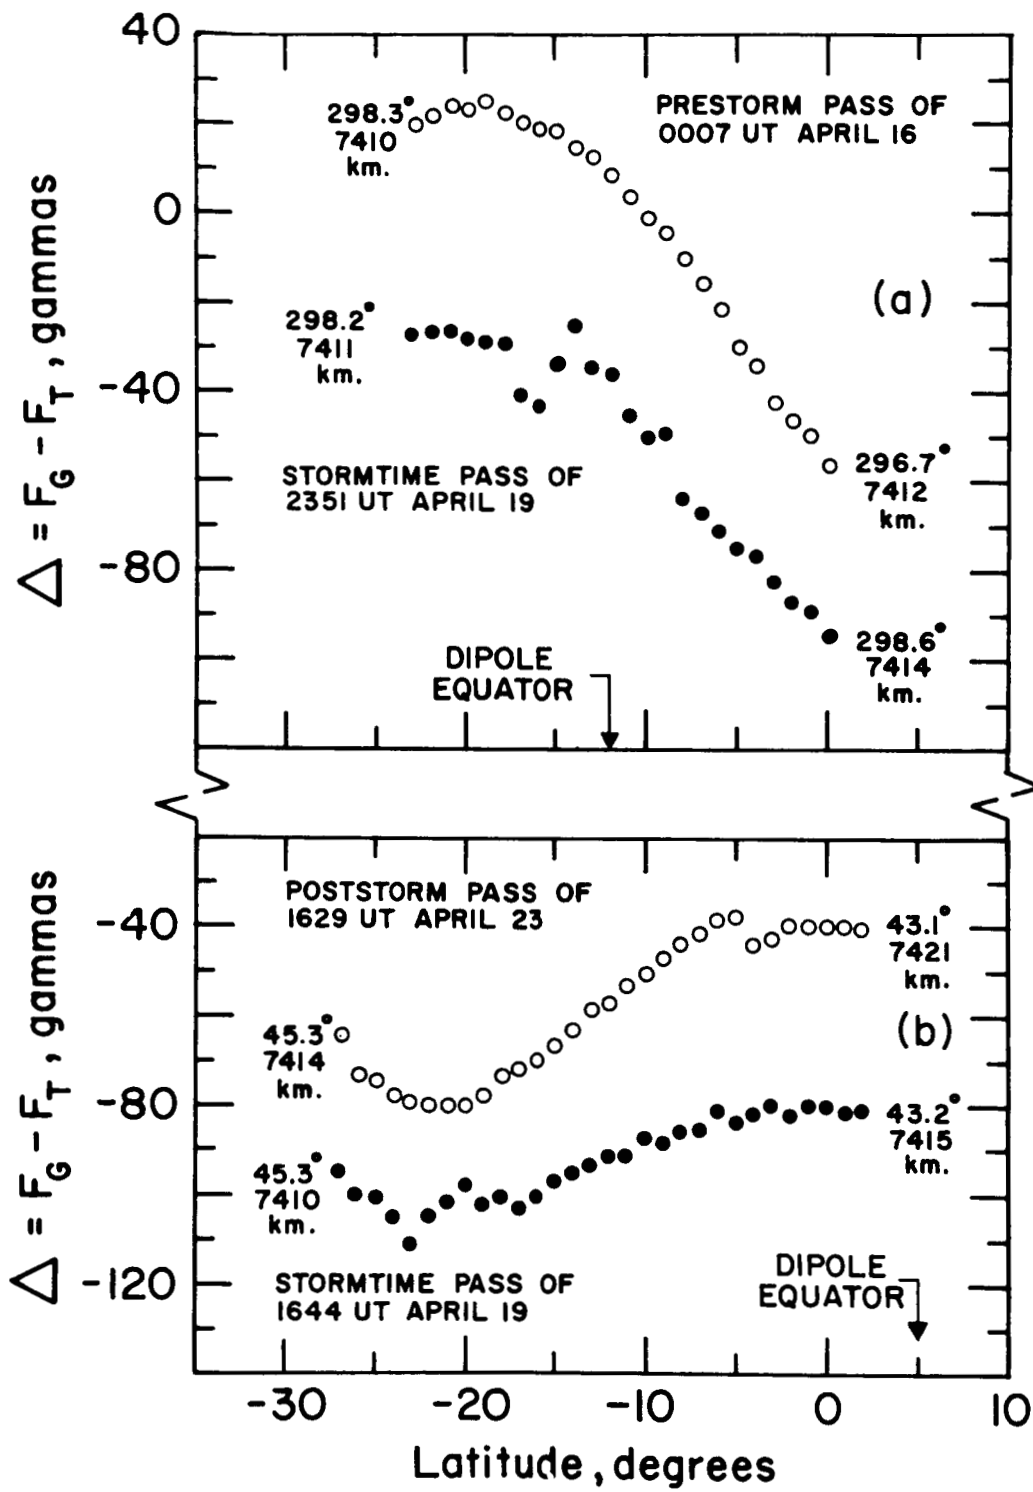 40
0
-40
-80
Δ = F_G - F_T, gammas
298.3°
7410
km.
PRESTORM PASS OF
0007 UT APRIL 16
(a)
298.2°
7411
km.
STORMTIME PASS OF
2351 UT APRIL 19
296.7°
7412
km.
298.6°
7414
km.
DIPOLE
EQUATOR
-40
-80
-120
Δ = F_G - F_T, gammas
POSTSTORM PASS OF
1629 UT APRIL 23
43.1°
7421
km.
(b)
45.3°
7414
km.
43.2°
7415
km.
45.3°
7410
km.
STORMTIME PASS OF
1644 UT APRIL 19
DIPOLE
EQUATOR
-30 -20 -10 0 10
Latitude, degrees